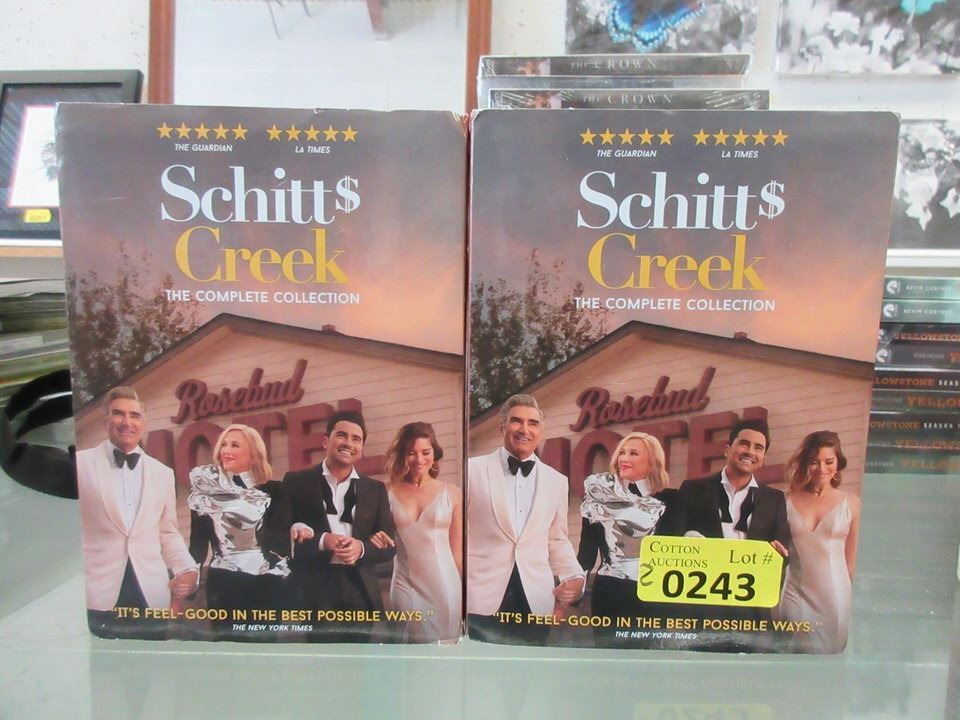 THE CROWN
THE CROWN
★★★★★ ★★★★★
THE GUARDIAN LA TIMES
Schitt$
Creek
THE COMPLETE COLLECTION
Rosebud
MOTEL
"IT'S FEEL-GOOD IN THE BEST POSSIBLE WAYS."
THE NEW YORK TIMES
★★★★★ ★★★★★
THE GUARDIAN LA TIMES
Schitt$
Creek
THE COMPLETE COLLECTION
Rosebud
MOTEL
COTTON
AUCTIONS Lot #
2 0243
"IT'S FEEL-GOOD IN THE BEST POSSIBLE WAYS."
THE NEW YORK TIMES
KEVIN COSTNER
KEVIN COSTNER
YELLOWSTONE